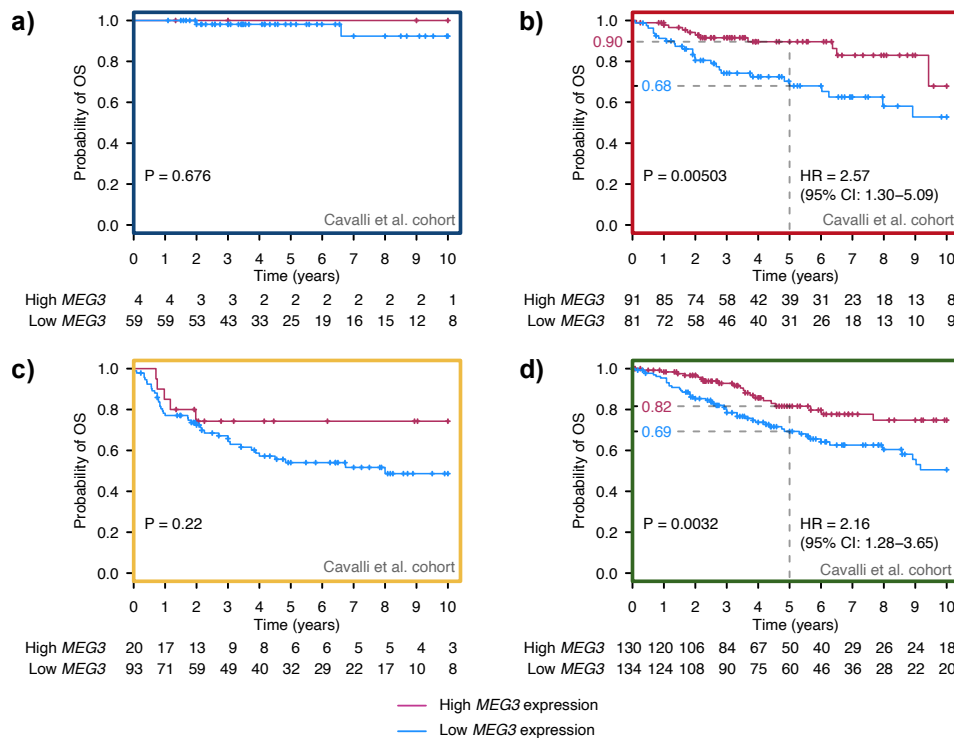 a)
1.0
0.8
0.6
0.4
0.2
0.0
Probability of OS
P = 0.676
Cavalli et al. cohort
0 1 2 3 4 5 6 7 8 9 10
Time (years)
High MEG3 4 4 3 3 2 2 2 2 2 2 1
Low MEG3 59 59 53 43 33 25 19 16 15 12 8
b)
1.0
0.8
0.6
0.4
0.2
0.0
Probability of OS
0.90
0.68
P = 0.00503
HR = 2.57
(95% CI: 1.30–5.09)
Cavalli et al. cohort
0 1 2 3 4 5 6 7 8 9 10
Time (years)
High MEG3 91 85 74 58 42 39 31 23 18 13 8
Low MEG3 81 72 58 46 40 31 26 18 13 10 9
c)
1.0
0.8
0.6
0.4
0.2
0.0
Probability of OS
P = 0.22
Cavalli et al. cohort
0 1 2 3 4 5 6 7 8 9 10
Time (years)
High MEG3 20 17 13 9 8 6 6 5 5 4 3
Low MEG3 93 71 59 49 40 32 29 22 17 10 8
d)
1.0
0.8
0.6
0.4
0.2
0.0
Probability of OS
0.82
0.69
P = 0.0032
HR = 2.16
(95% CI: 1.28–3.65)
Cavalli et al. cohort
0 1 2 3 4 5 6 7 8 9 10
Time (years)
High MEG3 130 120 106 84 67 50 40 29 26 24 18
Low MEG3 134 124 108 90 75 60 46 36 28 22 20
High MEG3 expression
Low MEG3 expression